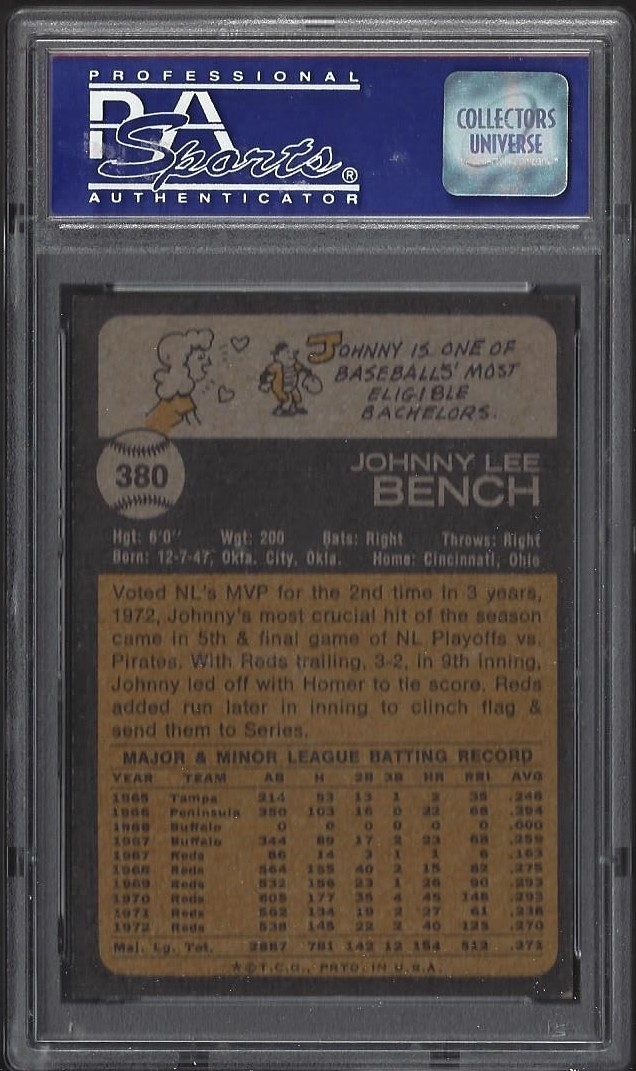 PROFESSIONAL
PSA
Sports®
AUTHENTICATOR
COLLECTORS
UNIVERSE
JOHNNY IS ONE OF
BASEBALLS' MOST
ELIGIBLE
BACHELORS.
380
JOHNNY LEE
BENCH
Hgt: 6'0" Wgt: 200 Bats: Right Throws: Right
Born: 12-7-47, Okla. City, Okla. Home: Cincinnati, Ohio
Voted NL's MVP for the 2nd time in 3 years,
1972, Johnny's most crucial hit of the season
came in 5th & final game of NL Playoffs vs.
Pirates. With Reds trailing, 3-2, in 9th inning,
Johnny led off with Homer to tie score. Reds
added run later in inning to clinch flag &
send them to Series.
MAJOR & MINOR LEAGUE BATTING RECORD
YEAR TEAM AB H 2B 3B HR RBI AVG
1965 Tampa 214 53 13 1 2 35 .248
1966 Peninsula 350 103 16 0 22 68 .294
1966 Buffalo 0 0 0 0 0 0 .000
1967 Buffalo 344 89 17 2 23 68 .259
1967 Reds 86 14 3 1 1 6 .163
1968 Reds 564 155 40 2 15 82 .275
1969 Reds 532 156 23 1 26 90 .293
1970 Reds 605 177 35 4 45 148 .293
1971 Reds 562 134 19 2 27 61 .238
1972 Reds 538 145 22 2 40 125 .270
Maj. Lg. Tot. 2887 781 142 12 154 512 .271
★©T.C.G., PRTD. IN U.S.A.